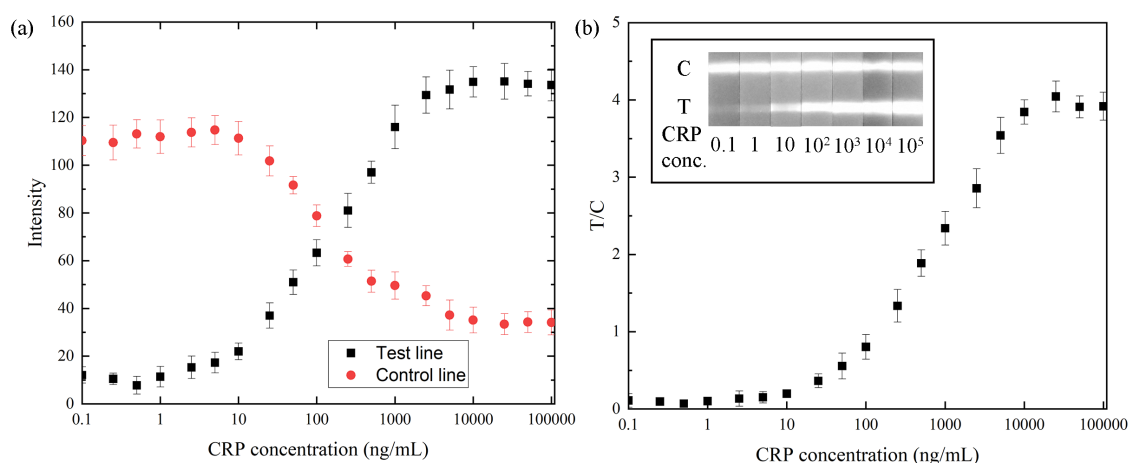 (a)
160
140
120
100
80
60
40
20
0
Intensity
0.1 1 10 100 1000 10000 100000
CRP concentration (ng/mL)
Test line
Control line
(b)
5
4
3
2
1
0
T/C
0.1 1 10 100 1000 10000 100000
CRP concentration (ng/mL)
C
T
CRP
conc.
0.1 1 10 10² 10³ 10⁴ 10⁵